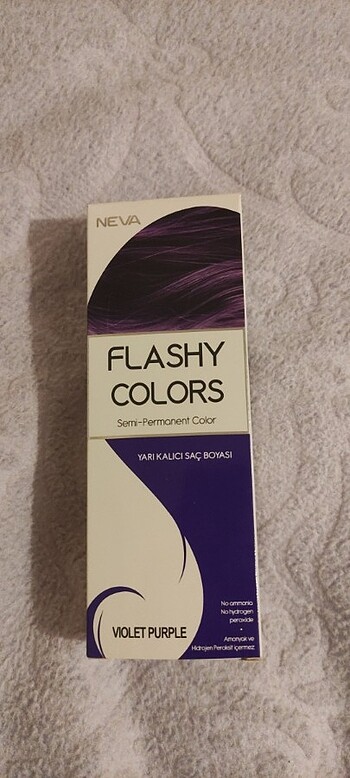 NEVA
FLASHY
COLORS
Semi-Permanent Color
YARI KALICI SAÇ BOYASI
No ammonia
No hydrogen
peroxide
•
Amonyak ve
Hidrojen Peroksit içermez
VIOLET PURPLE